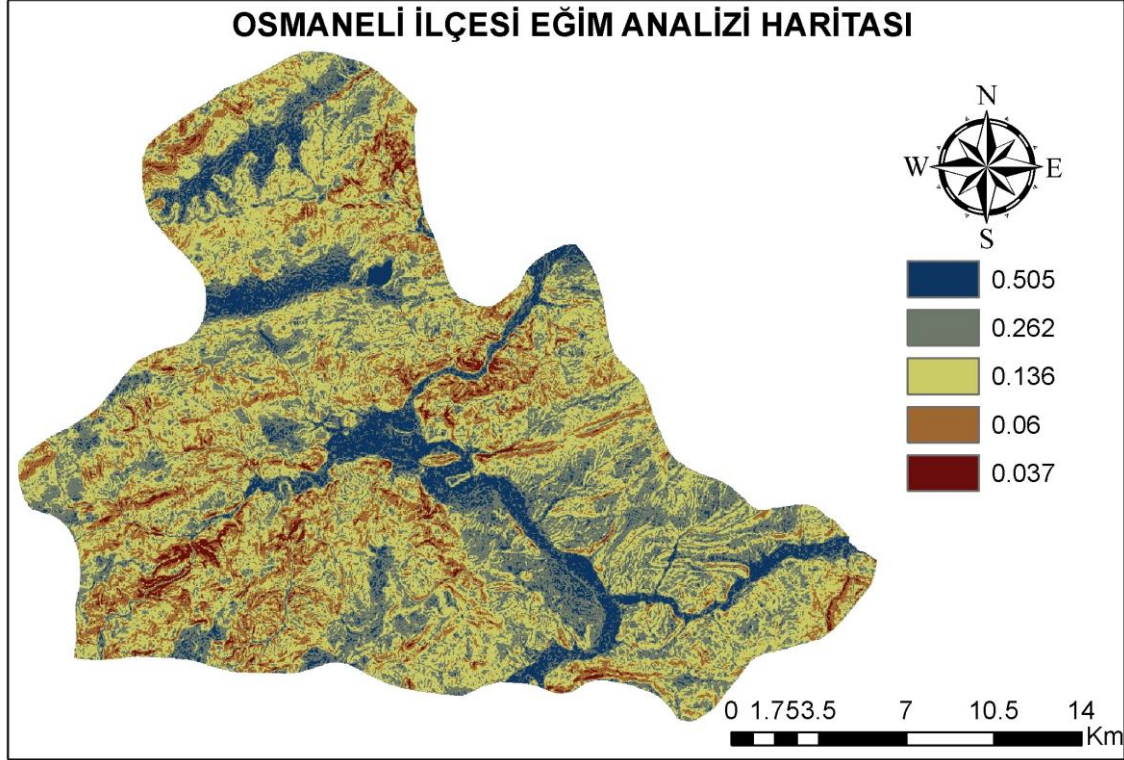 OSMANELİ İLÇESİ EĞİM ANALİZİ HARİTASI
N
W E
S
0.505
0.262
0.136
0.06
0.037
0 1.753.5 7 10.5 14
Km